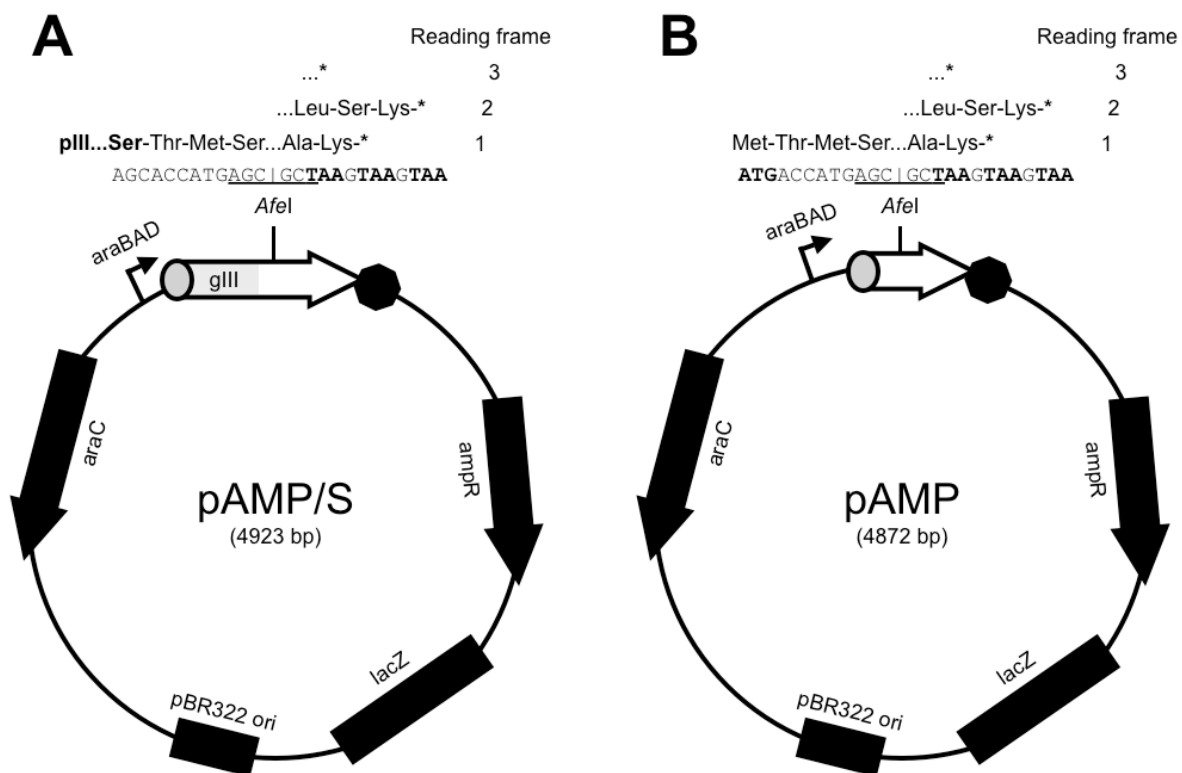 A
Reading frame
...* 3
...Leu-Ser-Lys-* 2
pIII...Ser-Thr-Met-Ser...Ala-Lys-* 1
AGCACCATGAGC|GCTAAGTAAGTAA
AfeI
araBAD
gIII
araC
ampR
pAMP/S
(4923 bp)
lacZ
pBR322 ori
B
Reading frame
...* 3
...Leu-Ser-Lys-* 2
Met-Thr-Met-Ser...Ala-Lys-* 1
ATGACCATGAGC|GCTAAGTAAGTAA
AfeI
araBAD
araC
ampR
pAMP
(4872 bp)
lacZ
pBR322 ori